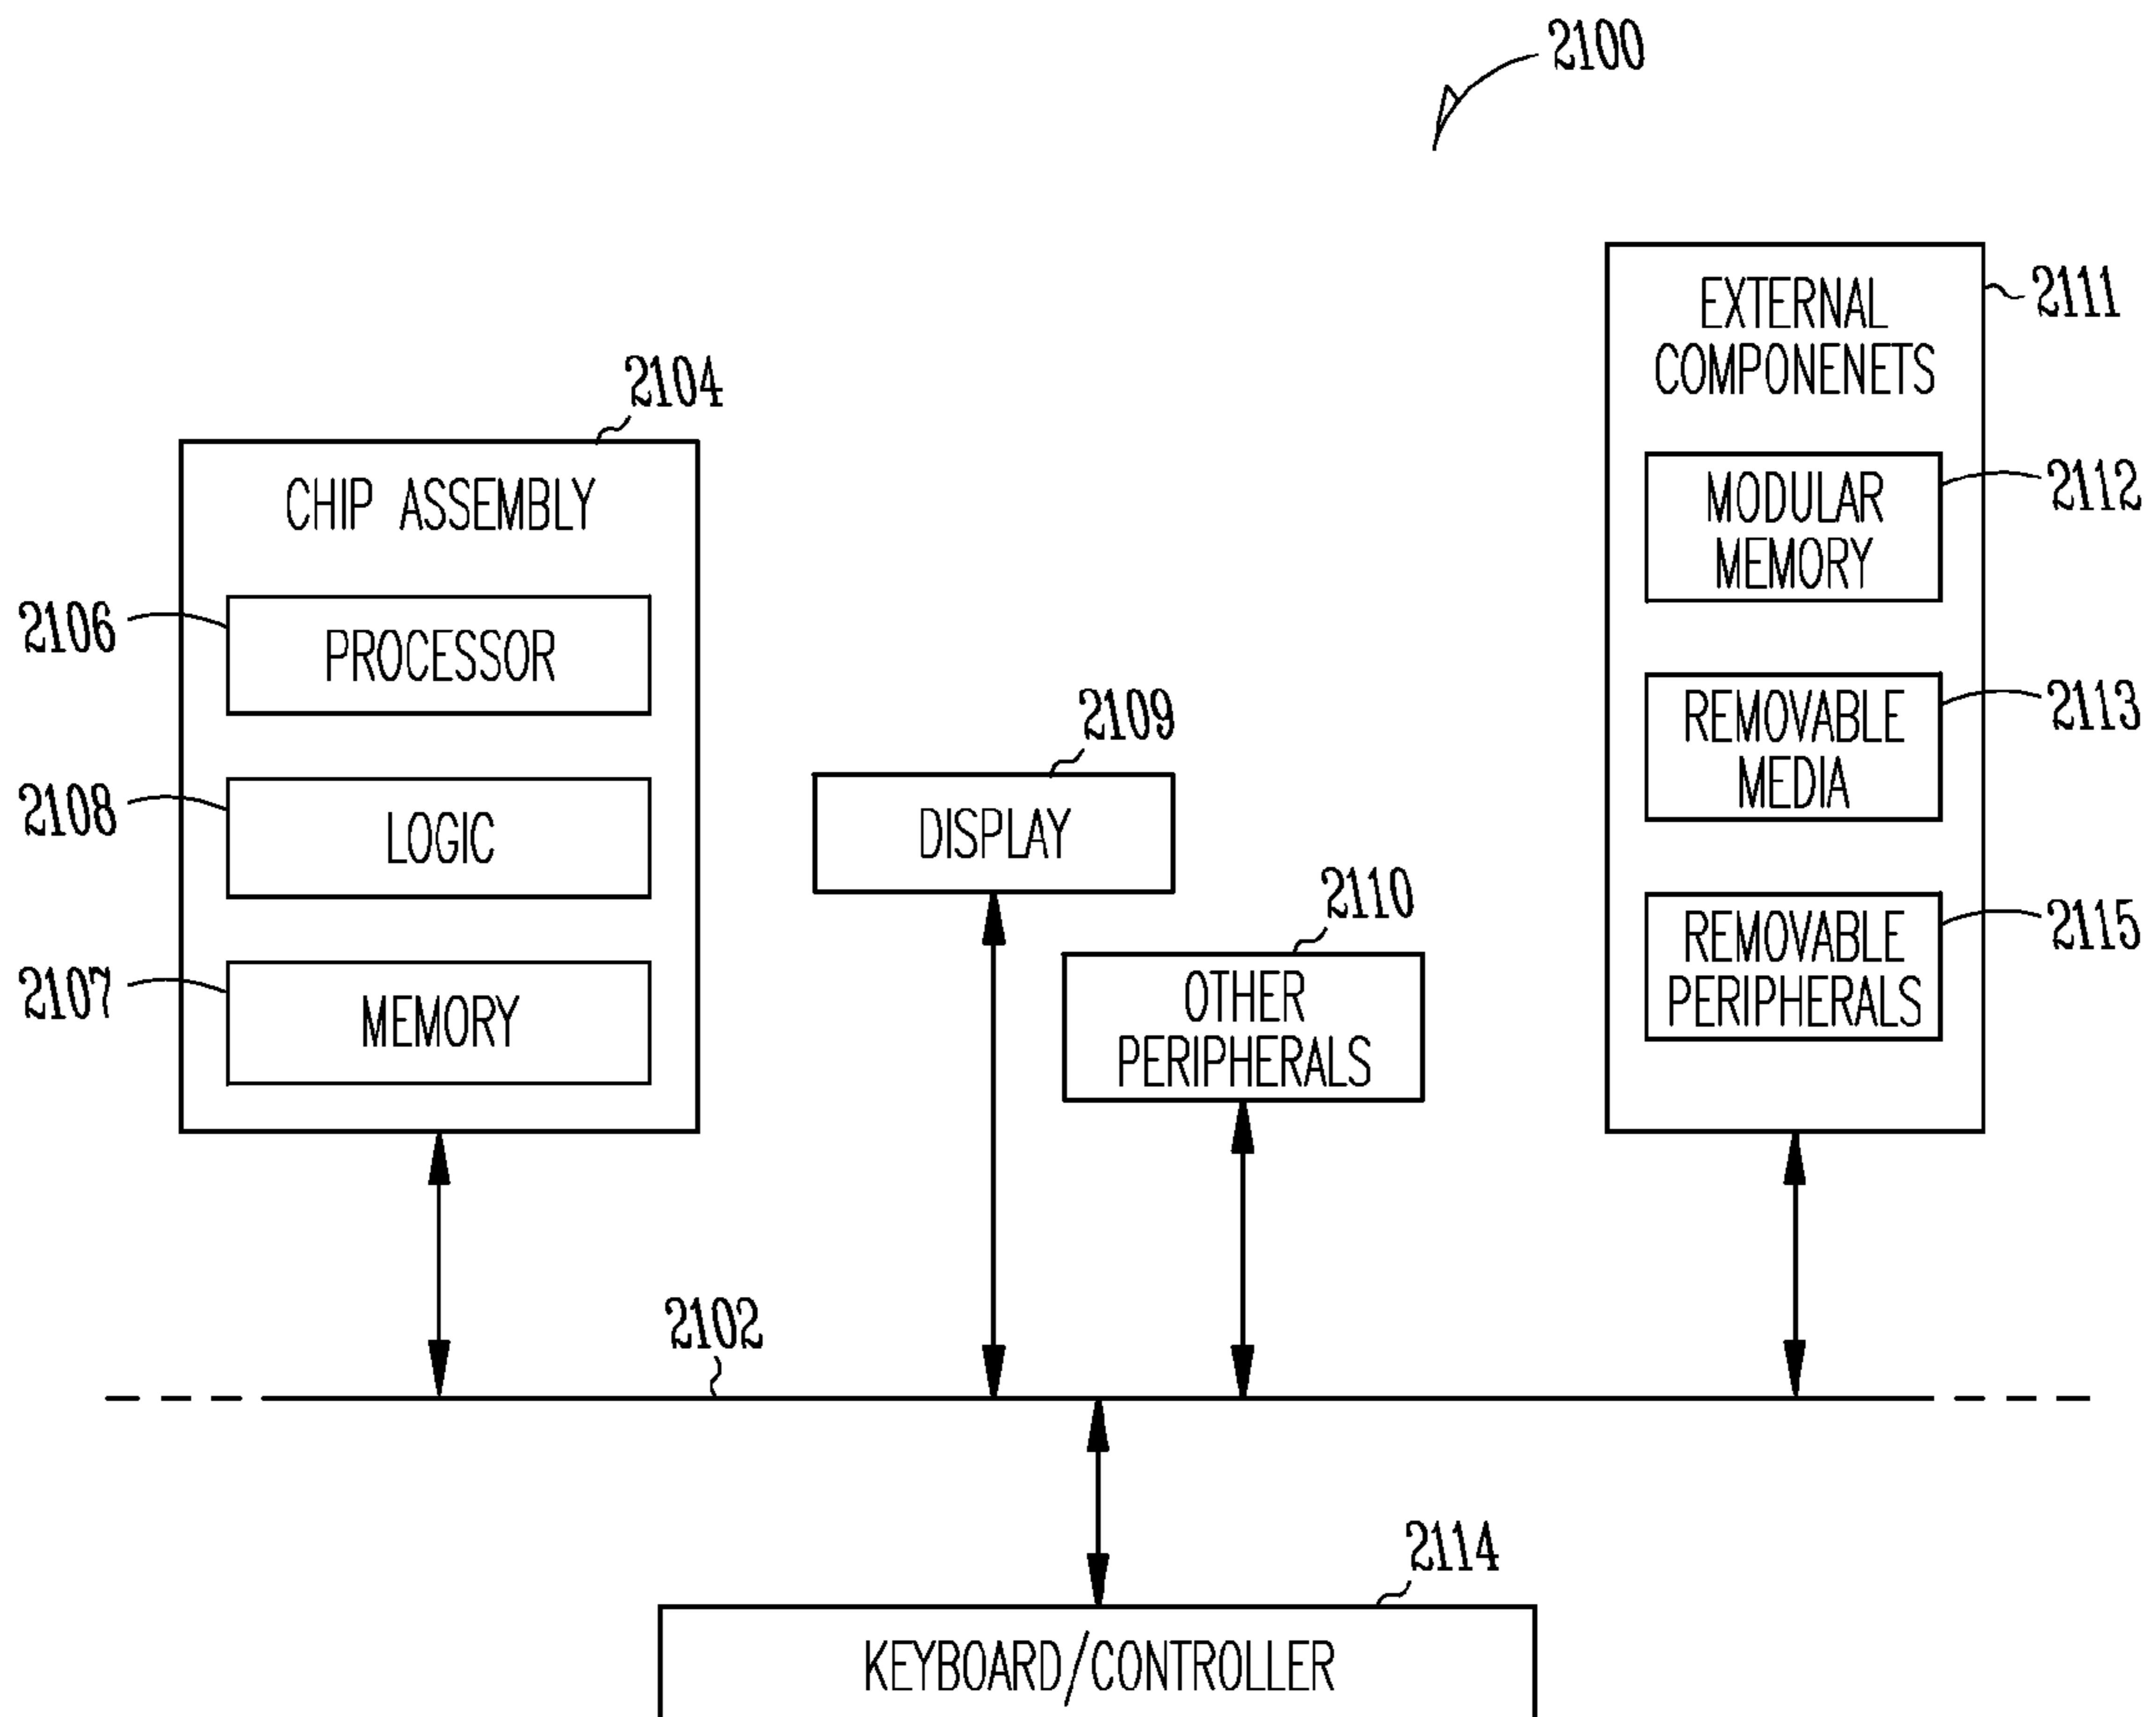 2100
EXTERNAL
COMPONENETS
2111
2104
CHIP ASSEMBLY
MODULAR
MEMORY
2112
2106
PROCESSOR
2109
REMOVABLE
MEDIA
2113
2108
LOGIC
DISPLAY
2110
REMOVABLE
PERIPHERALS
2115
2107
MEMORY
OTHER
PERIPHERALS
2102
2114
KEYBOARD/CONTROLLER